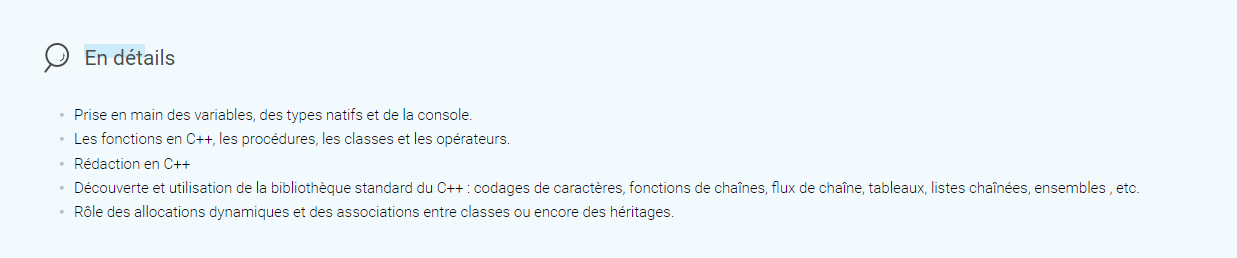 En détails
Prise en main des variables, des types natifs et de la console.
Les fonctions en C++, les procédures, les classes et les opérateurs.
Rédaction en C++
Découverte et utilisation de la bibliothèque standard du C++ : codages de caractères, fonctions de chaînes, flux de chaîne, tableaux, listes chaînées, ensembles , etc.
Rôle des allocations dynamiques et des associations entre classes ou encore des héritages.